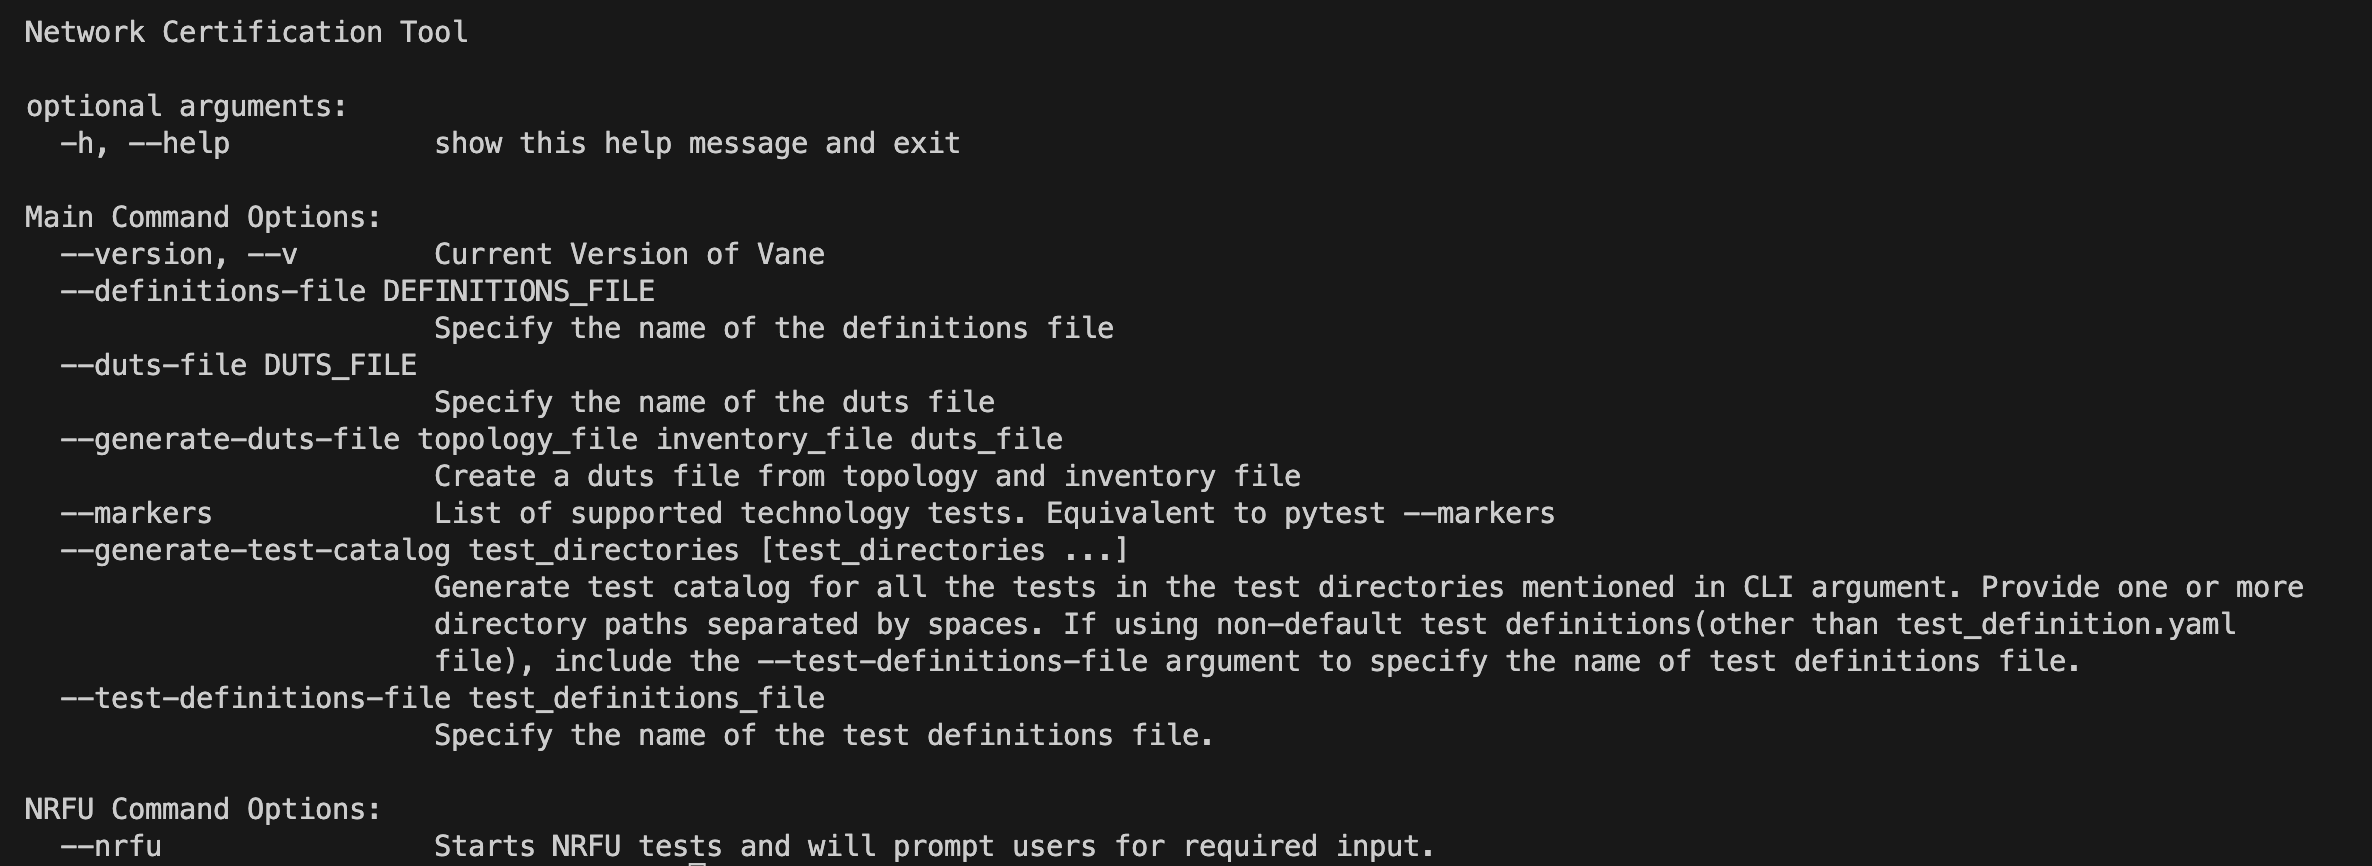 Network Certification Tool
optional arguments:
-h, --help show this help message and exit
Main Command Options:
--version, --v Current Version of Vane
--definitions-file DEFINITIONS_FILE
Specify the name of the definitions file
--duts-file DUTS_FILE
Specify the name of the duts file
--generate-duts-file topology_file inventory_file duts_file
Create a duts file from topology and inventory file
--markers List of supported technology tests. Equivalent to pytest --markers
--generate-test-catalog test_directories [test_directories ...]
Generate test catalog for all the tests in the test directories mentioned in CLI argument. Provide one or more
directory paths separated by spaces. If using non-default test definitions(other than test_definition.yaml
file), include the --test-definitions-file argument to specify the name of test definitions file.
--test-definitions-file test_definitions_file
Specify the name of the test definitions file.
NRFU Command Options:
--nrfu Starts NRFU tests and will prompt users for required input.